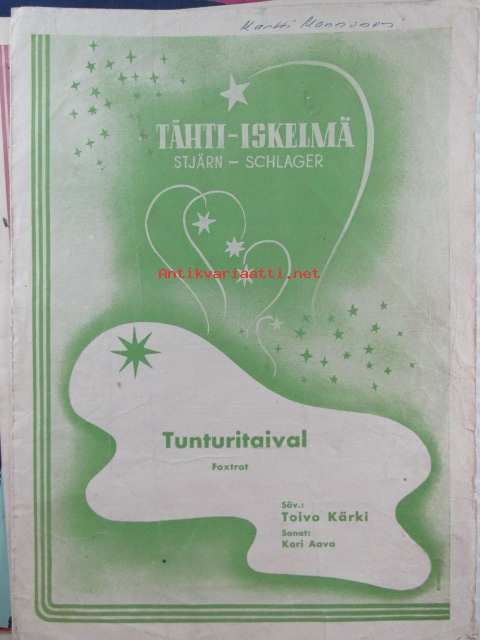 TÄHTI-ISKELMÄ
STJÄRN - SCHLAGER
Antikvariaatti.net
Tunturitaival
Foxtrot
Säv.:
Toivo Kärki
Sanat:
Kari Aava